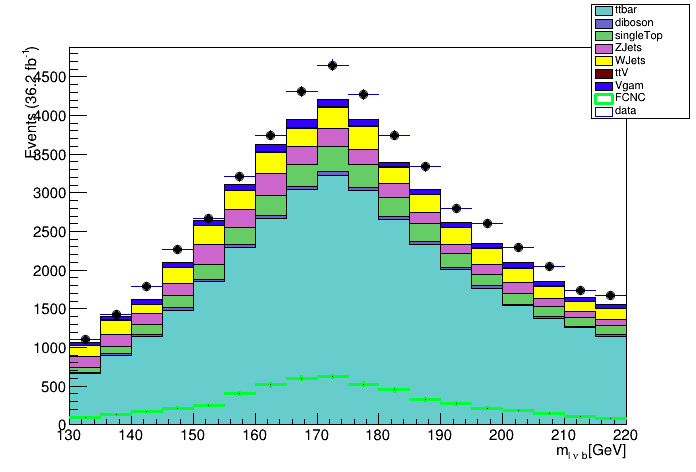 ttbar
diboson
singleTop
ZJets
WJets
ttV
Vgam
FCNC
data
Events (36.2 fb⁻¹)
4500
4000
3500
3000
2500
2000
1500
1000
500
0
130 140 150 160 170 180 190 200 210 220
m_{l ν b}[GeV]